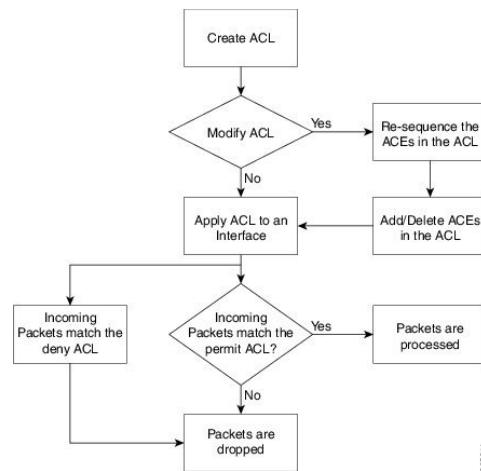 Create ACL
Modify ACL
Yes
Re-sequence the
ACEs in the ACL
No
Apply ACL to an
Interface
Add/Delete ACEs
in the ACL
Incoming
Packets match the
deny ACL
Incoming
Packets match the
permit ACL?
Yes
Packets are
processed
No
Packets are
dropped